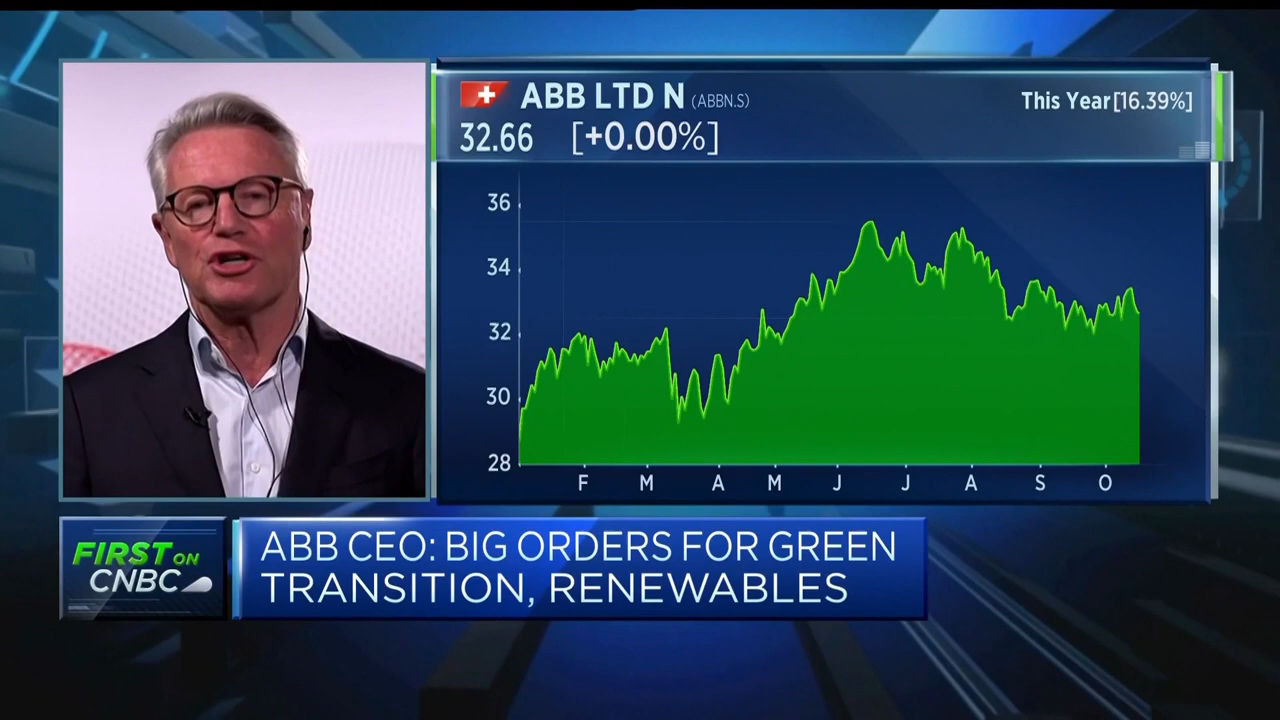 ABB LTD N (ABBN.S)
This Year[16.39%]
32.66 [+0.00%]
36
34
32
30
28
F M A M J J A S O
FIRST ON
CNBC
ABB CEO: BIG ORDERS FOR GREEN
TRANSITION, RENEWABLES